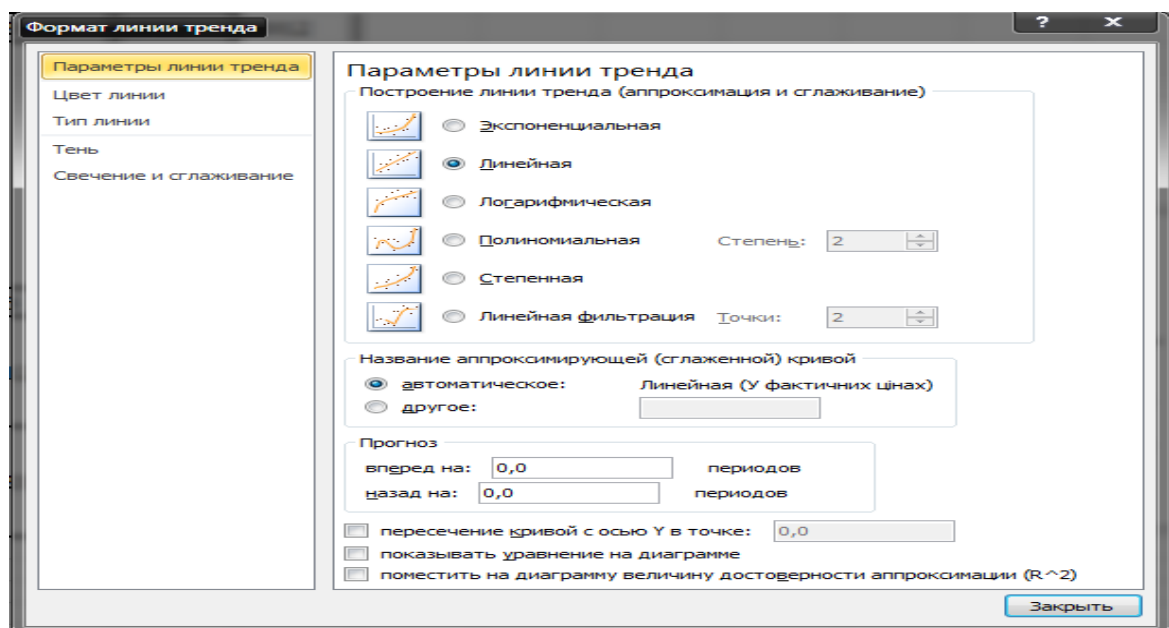 Формат линии тренда
? x
Параметры линии тренда
Цвет линии
Тип линии
Тень
Свечение и сглаживание
Параметры линии тренда
Построение линии тренда (аппроксимация и сглаживание)
Экспоненциальная
Линейная
Логарифмическая
Полиномиальная Степень: 2
Степенная
Линейная фильтрация Точки: 2
Название аппроксимирующей (сглаженной) кривой
автоматическое: Линейная (У фактичних цінах)
другое:
Прогноз
вперед на: 0,0 периодов
назад на: 0,0 периодов
пересечение кривой с осью Y в точке: 0,0
показывать уравнение на диаграмме
поместить на диаграмму величину достоверности аппроксимации (R^2)
Закрыть